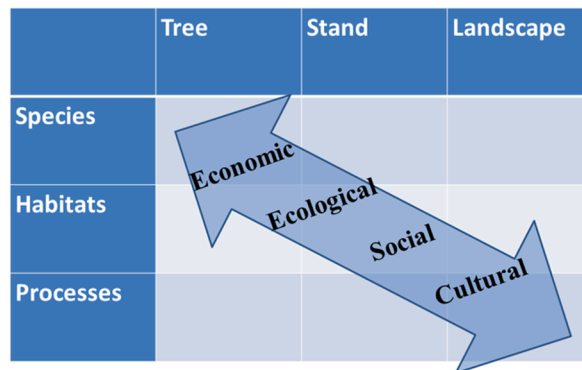 Tree Stand Landscape
Species
Economic
Habitats
Ecological
Social
Cultural
Processes